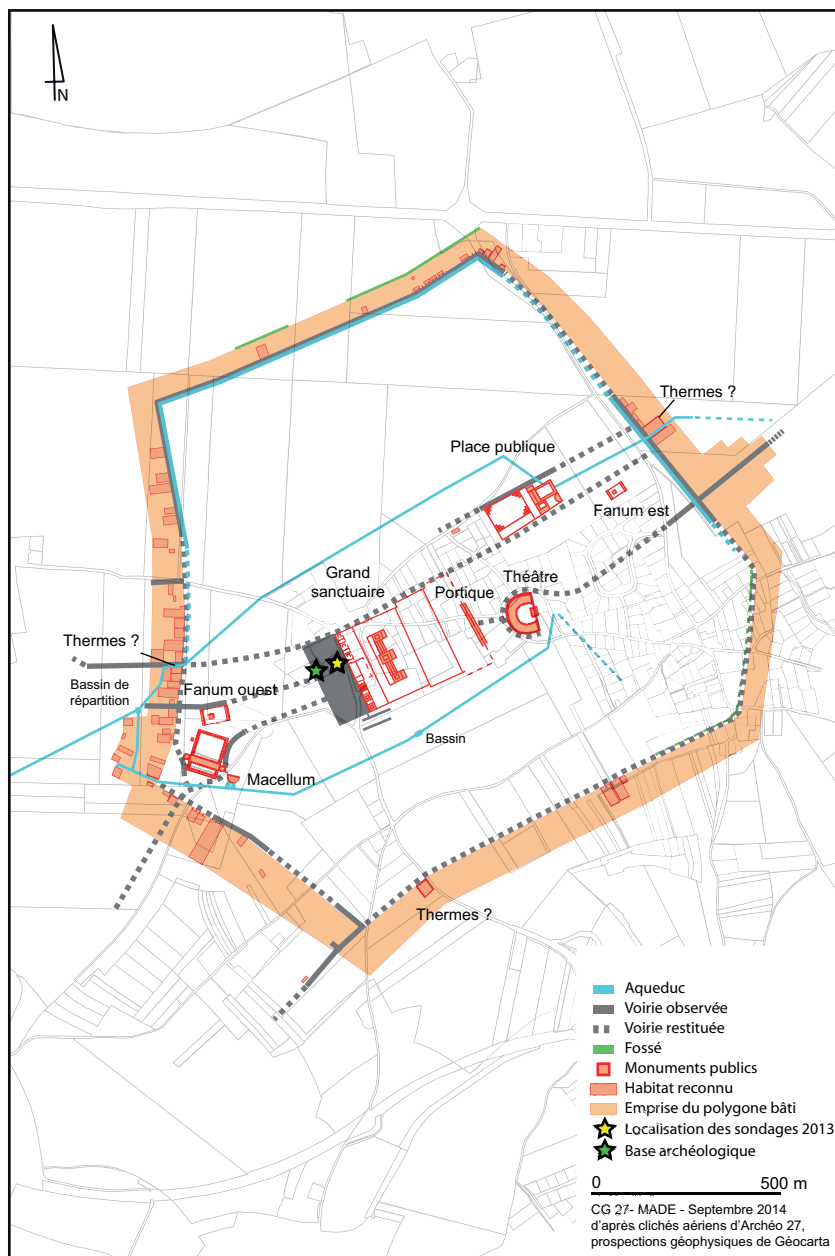 N
Thermes ?
Place publique
Fanum est
Grand
sanctuaire
Portique
Théâtre
Thermes ?
Bassin de
répartition
Fanum ouest
Bassin
Macellum
Thermes ?
Aqueduc
Voirie observée
Voirie restituée
Fossé
Monuments publics
Habitat reconnu
Emprise du polygone bâti
Localisation des sondages 2013
Base archéologique
0 500 m
CG 27- MADE - Septembre 2014
d'après clichés aériens d'Archéo 27,
prospections géophysiques de Géocarta